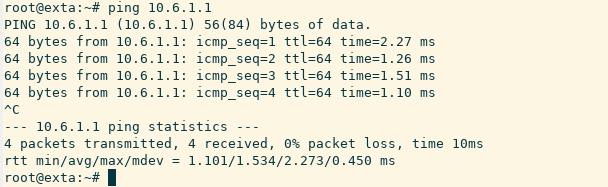 root@exta:~# ping 10.6.1.1
PING 10.6.1.1 (10.6.1.1) 56(84) bytes of data.
64 bytes from 10.6.1.1: icmp_seq=1 ttl=64 time=2.27 ms
64 bytes from 10.6.1.1: icmp_seq=2 ttl=64 time=1.26 ms
64 bytes from 10.6.1.1: icmp_seq=3 ttl=64 time=1.51 ms
64 bytes from 10.6.1.1: icmp_seq=4 ttl=64 time=1.10 ms
^C
--- 10.6.1.1 ping statistics ---
4 packets transmitted, 4 received, 0% packet loss, time 10ms
rtt min/avg/max/mdev = 1.101/1.534/2.273/0.450 ms
root@exta:~#